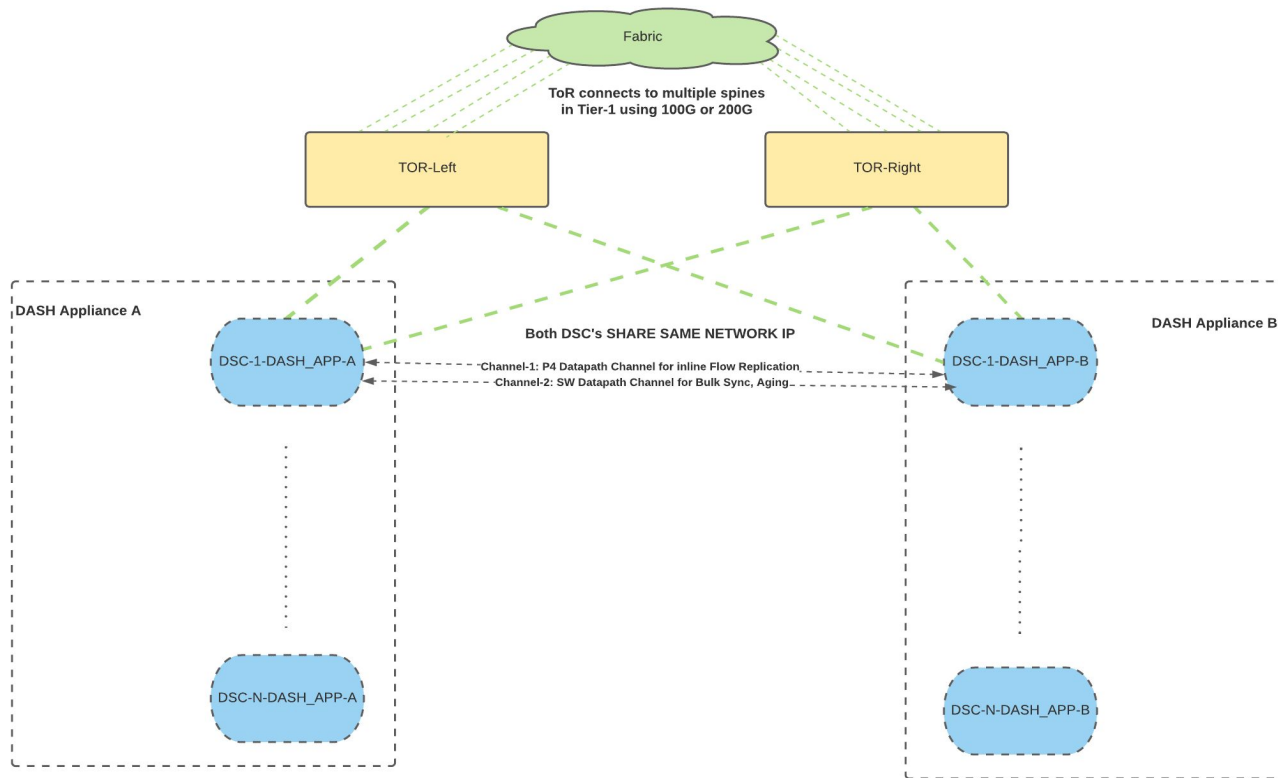 Fabric
ToR connects to multiple spines
in Tier-1 using 100G or 200G
TOR-Left
TOR-Right
DASH Appliance A
DASH Appliance B
Both DSC's SHARE SAME NETWORK IP
DSC-1-DASH_APP-A
DSC-1-DASH_APP-B
Channel-1: P4 Datapath Channel for inline Flow Replication
Channel-2: SW Datapath Channel for Bulk Sync, Aging
DSC-N-DASH_APP-A
DSC-N-DASH_APP-B